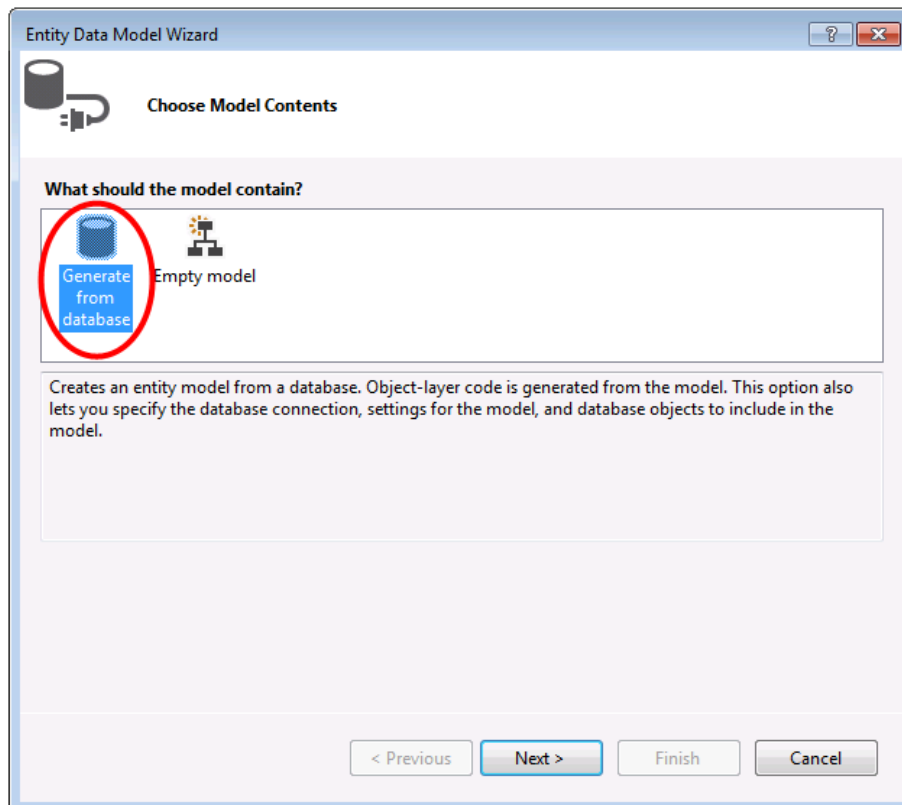 Entity Data Model Wizard
?
Choose Model Contents
What should the model contain?
Generate
from
database
Empty model
Creates an entity model from a database. Object-layer code is generated from the model. This option also
lets you specify the database connection, settings for the model, and database objects to include in the
model.
< Previous
Next >
Finish
Cancel